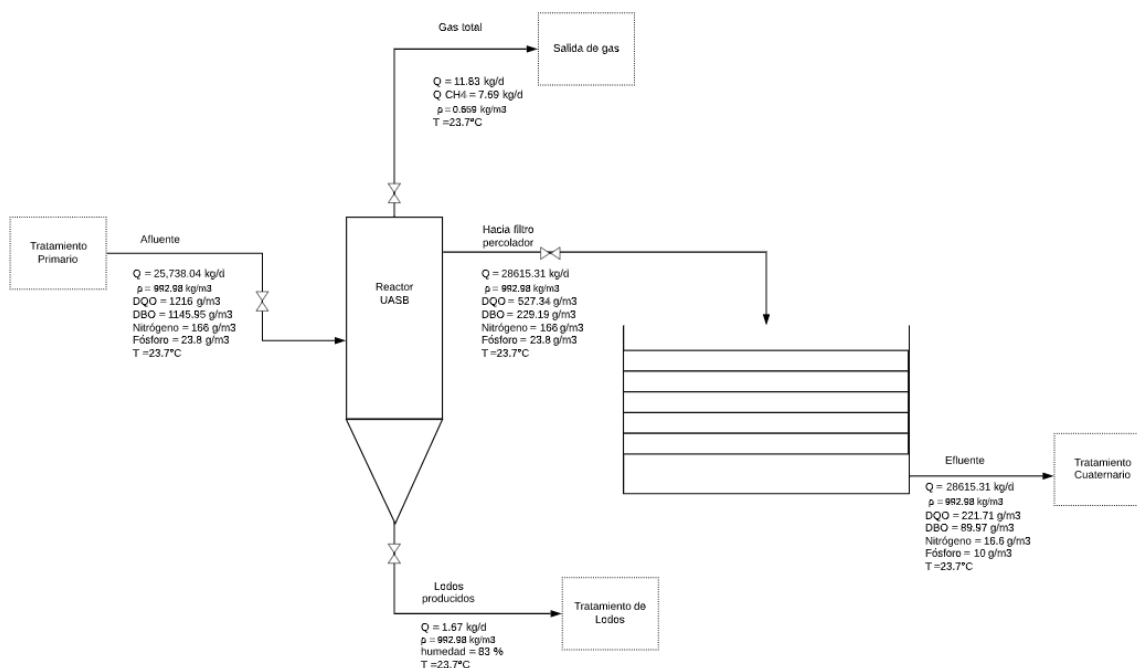 Gas total
Salida de gas
Q = 11.83 kg/d
Q CH4 = 7.69 kg/d
ρ = 0.659 kg/m3
T =23.7°C
Tratamiento
Primario
Afluente
Q = 25,738.04 kg/d
ρ = 992.98 kg/m3
DQO = 1216 g/m3
DBO = 1145.95 g/m3
Nitrógeno = 166 g/m3
Fósforo = 23.8 g/m3
T =23.7°C
Reactor
UASB
Hacia filtro
percolador
Q = 28615.31 kg/d
ρ = 992.98 kg/m3
DQO = 527.34 g/m3
DBO = 229.19 g/m3
Nitrógeno = 166 g/m3
Fósforo = 23.8 g/m3
T =23.7°C
Efluente
Q = 28615.31 kg/d
ρ = 992.98 kg/m3
DQO = 221.71 g/m3
DBO = 89.97 g/m3
Nitrógeno = 16.6 g/m3
Fósforo = 10 g/m3
T =23.7°C
Tratamiento
Cuaternario
Lodos
producidos
Q = 1.67 kg/d
ρ = 992.98 kg/m3
humedad = 83 %
T =23.7°C
Tratamiento de
Lodos